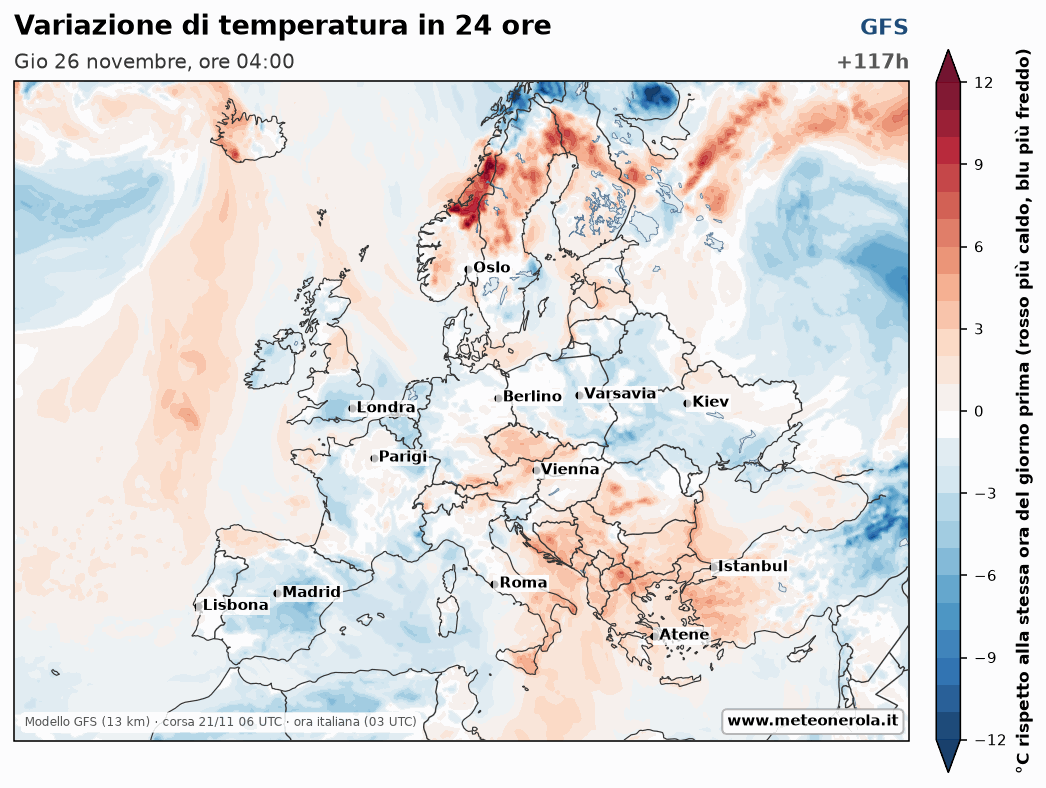 Variazione di temperatura in 24 ore
GFS
Gio 26 novembre, ore 04:00
+117h
Oslo
Londra
Berlino
Varsavia
Kiev
Parigi
Vienna
Istanbul
Roma
Madrid
Lisbona
Atene
Modello GFS (13 km) · corsa 21/11 06 UTC · ora italiana (03 UTC)
www.meteonerola.it
12
9
6
3
0
−3
−6
−9
−12
°C rispetto alla stessa ora del giorno prima (rosso più caldo, blu più freddo)